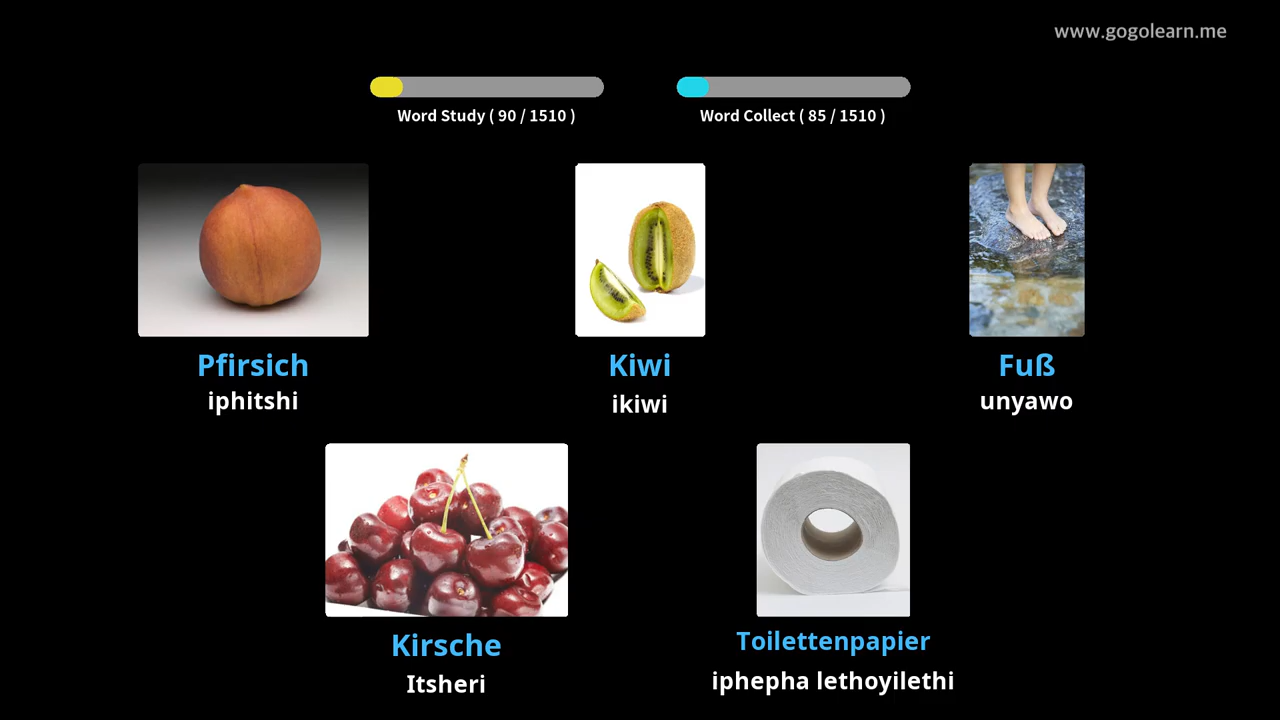 www.gogolearn.me
Word Study ( 90 / 1510 )
Word Collect ( 85 / 1510 )
Pfirsich
iphitshi
Kiwi
ikiwi
Fuß
unyawo
Kirsche
Itsheri
Toilettenpapier
iphepha lethoyilethi